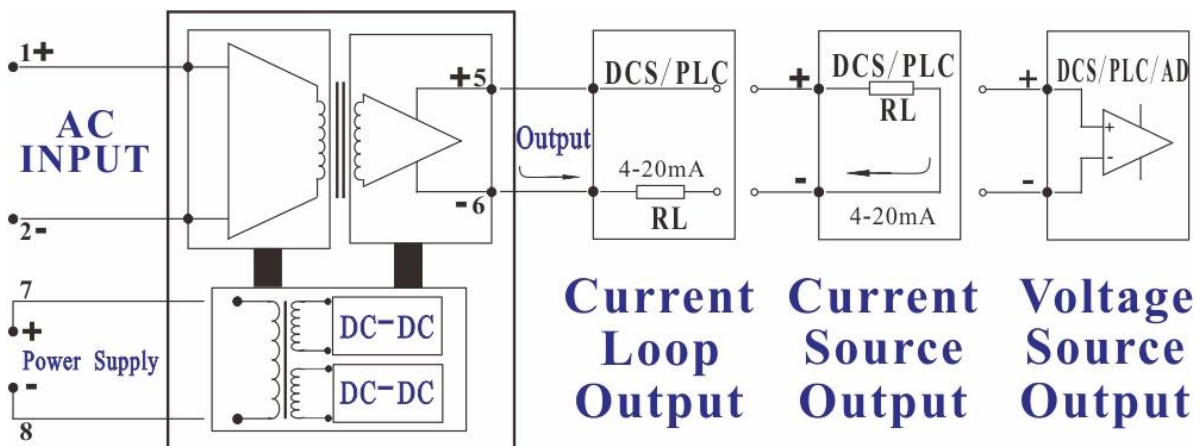 1+
AC
INPUT
2-
7
+
Power Supply
-
8
+5
-6
DC-DC
DC-DC
Output
DCS/PLC
4-20mA
RL
Current
Loop
Output
+
DCS/PLC
RL
-
4-20mA
Current
Source
Output
+
DCS/PLC/AD
+
-
-
Voltage
Source
Output